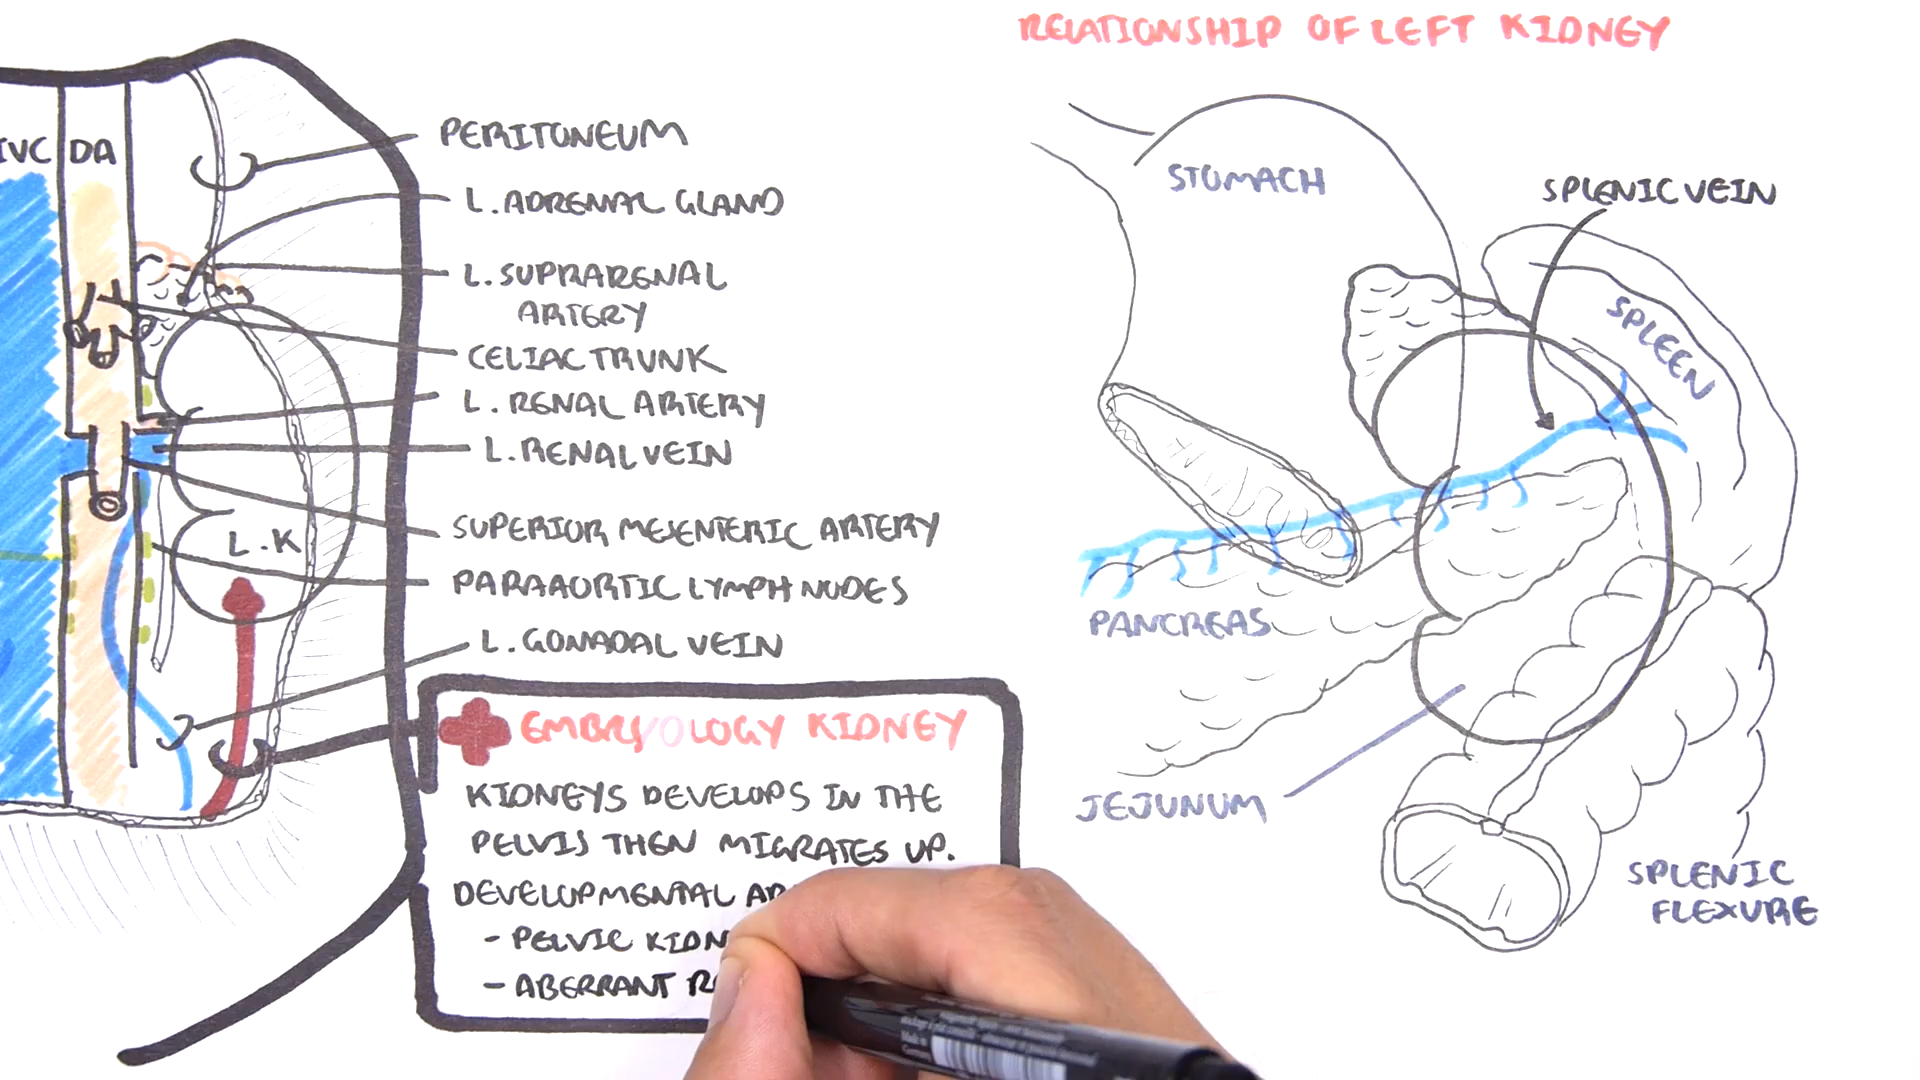 RELATIONSHIP OF LEFT KIDNEY
IVC
DA
PERITONEUM
L. ADRENAL GLAND
L. SUPRARENAL
ARTERY
CELIAC TRUNK
L. RENAL ARTERY
L. RENAL VEIN
SUPERIOR MESENTERIC ARTERY
PARAAORTIC LYMPH NODES
L. GONADAL VEIN
L.K
EMBRYOLOGY KIDNEY
KIDNEYS DEVELOPS IN THE
PELVIS THEN MIGRATES UP.
DEVELOPMENTAL
- PELVIC
- ABERRANT
STOMACH
SPLENIC VEIN
SPLEEN
PANCREAS
JEJUNUM
SPLENIC
FLEXURE